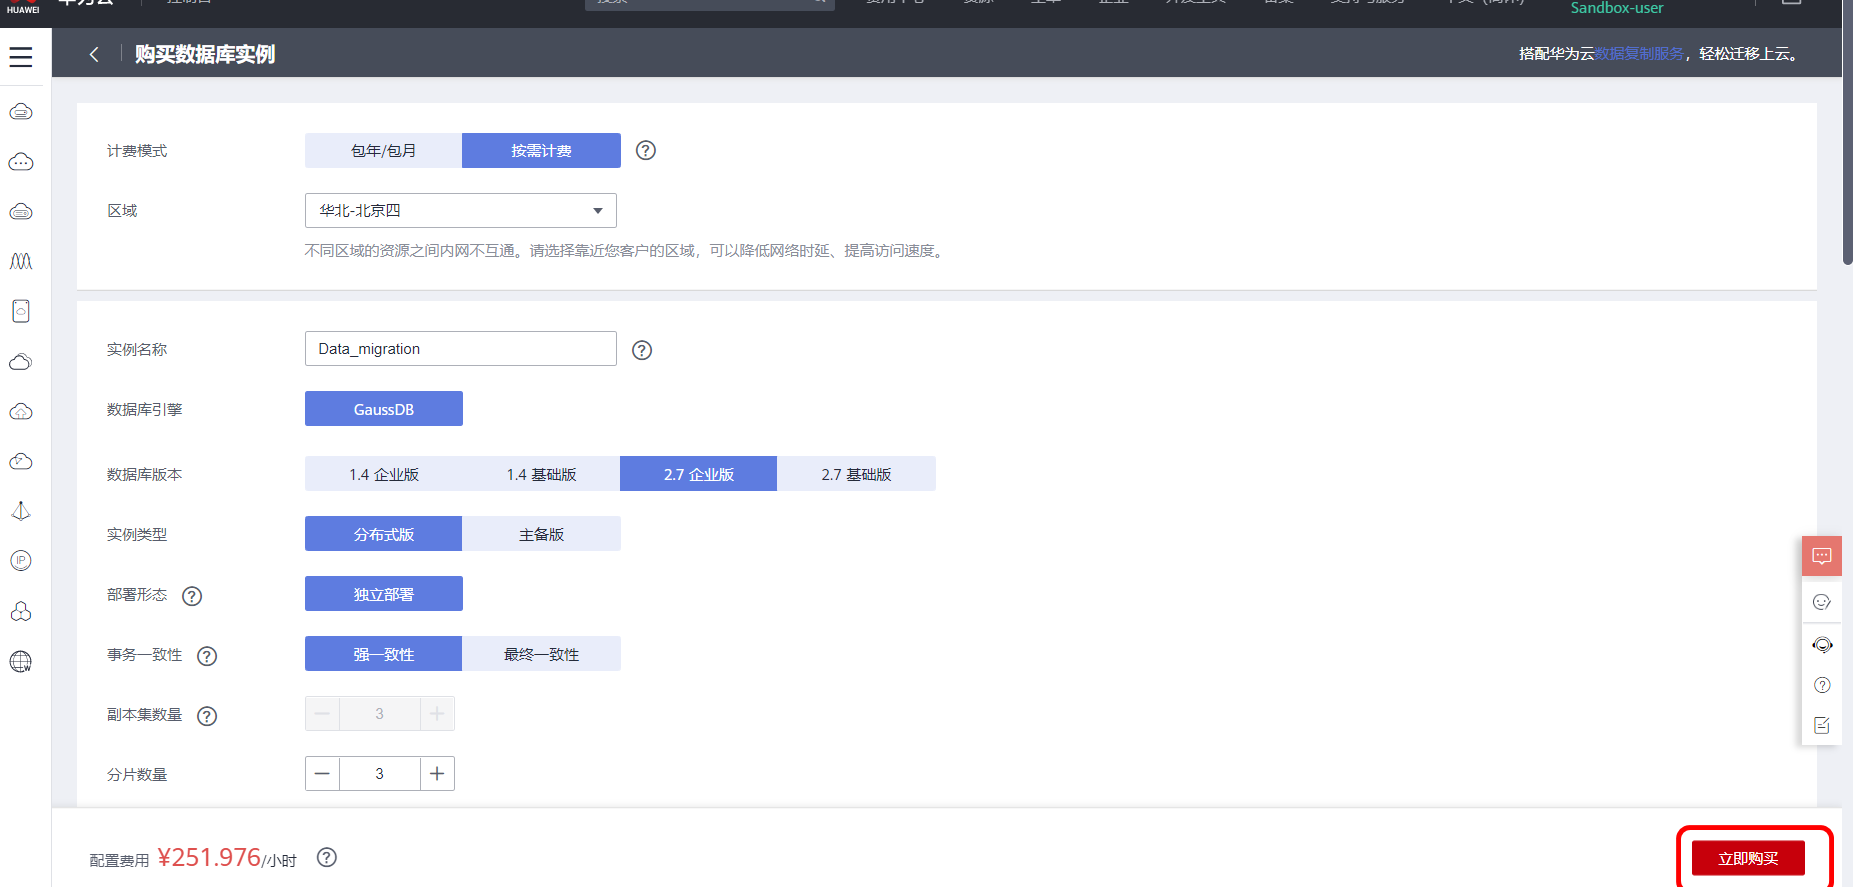 HUAWEI
Sandbox-user
购买数据库实例
搭配华为云数据复制服务，轻松迁移上云。
计费模式
包年/包月
按需计费
区域
华北-北京四
不同区域的资源之间内网不互通。请选择靠近您客户的区域，可以降低网络时延、提高访问速度。
实例名称
Data_migration
数据库引擎
GaussDB
数据库版本
1.4 企业版
1.4 基础版
2.7 企业版
2.7 基础版
实例类型
分布式版
主备版
部署形态
独立部署
事务一致性
强一致性
最终一致性
副本集数量
3
分片数量
3
配置费用 ¥251.976/小时
立即购买